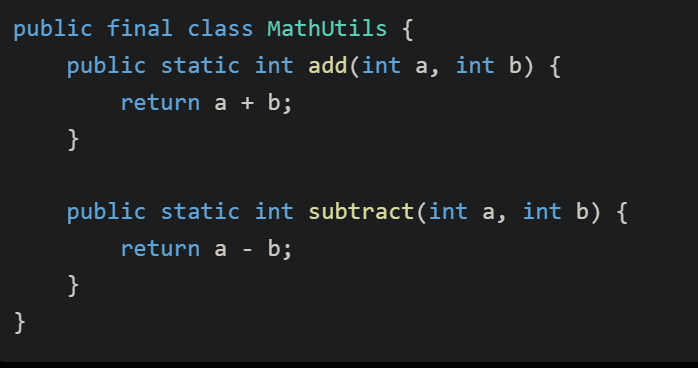 public final class MathUtils {
    public static int add(int a, int b) {
        return a + b;
    }

    public static int subtract(int a, int b) {
        return a - b;
    }
}